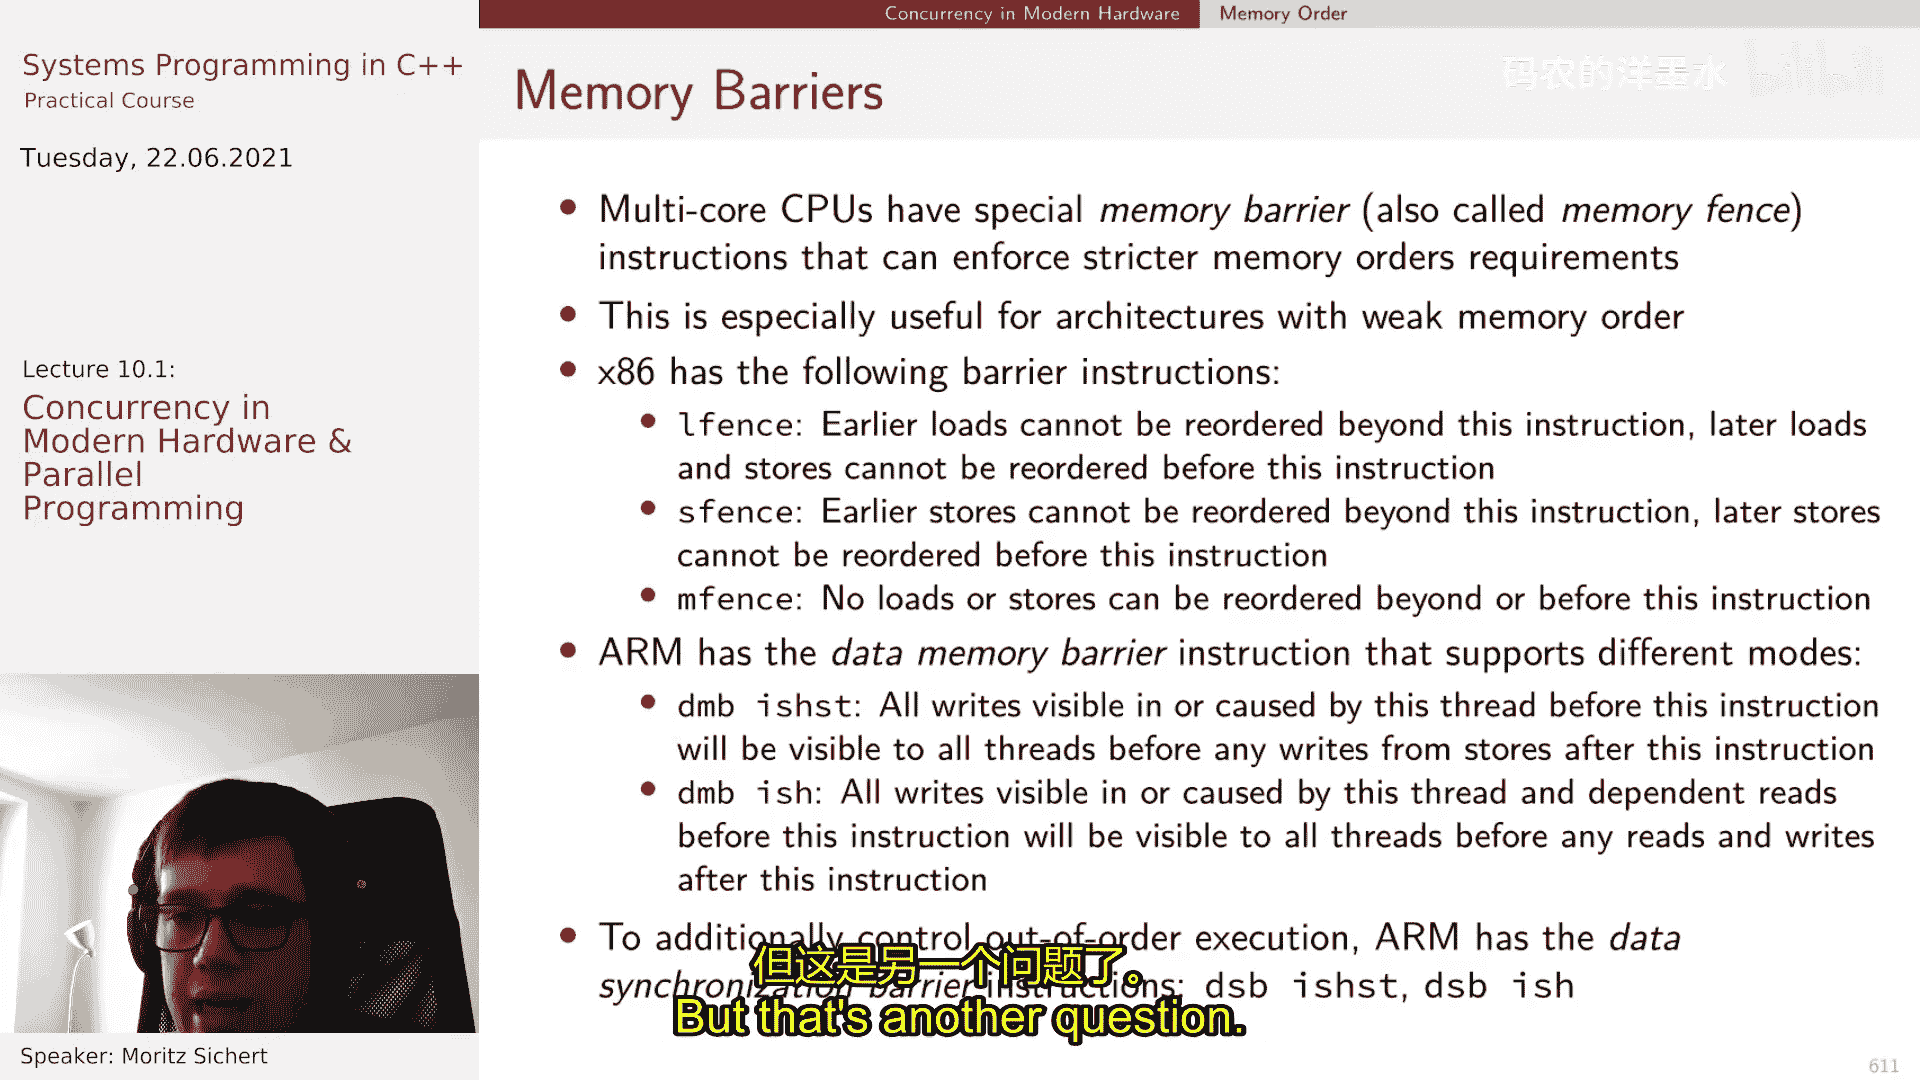 Concurrency in Modern Hardware Memory Order
Systems Programming in C++
Practical Course
Tuesday, 22.06.2021
Lecture 10.1:
Concurrency in
Modern Hardware &
Parallel
Programming
Speaker: Moritz Sichert
Memory Barriers
码农的洋墨水 bilibili
• Multi-core CPUs have special memory barrier (also called memory fence)
instructions that can enforce stricter memory orders requirements
• This is especially useful for architectures with weak memory order
• x86 has the following barrier instructions:
• lfence: Earlier loads cannot be reordered beyond this instruction, later loads
and stores cannot be reordered before this instruction
• sfence: Earlier stores cannot be reordered beyond this instruction, later stores
cannot be reordered before this instruction
• mfence: No loads or stores can be reordered beyond or before this instruction
• ARM has the data memory barrier instruction that supports different modes:
• dmb ishst: All writes visible in or caused by this thread before this instruction
will be visible to all threads before any writes from stores after this instruction
• dmb ish: All writes visible in or caused by this thread and dependent reads
before this instruction will be visible to all threads before any reads and writes
after this instruction
• To additionally control out-of-order execution, ARM has the data
synchronization barrier instructions: dsb ishst, dsb ish
但这是另一个问题了。
But that's another question.
611